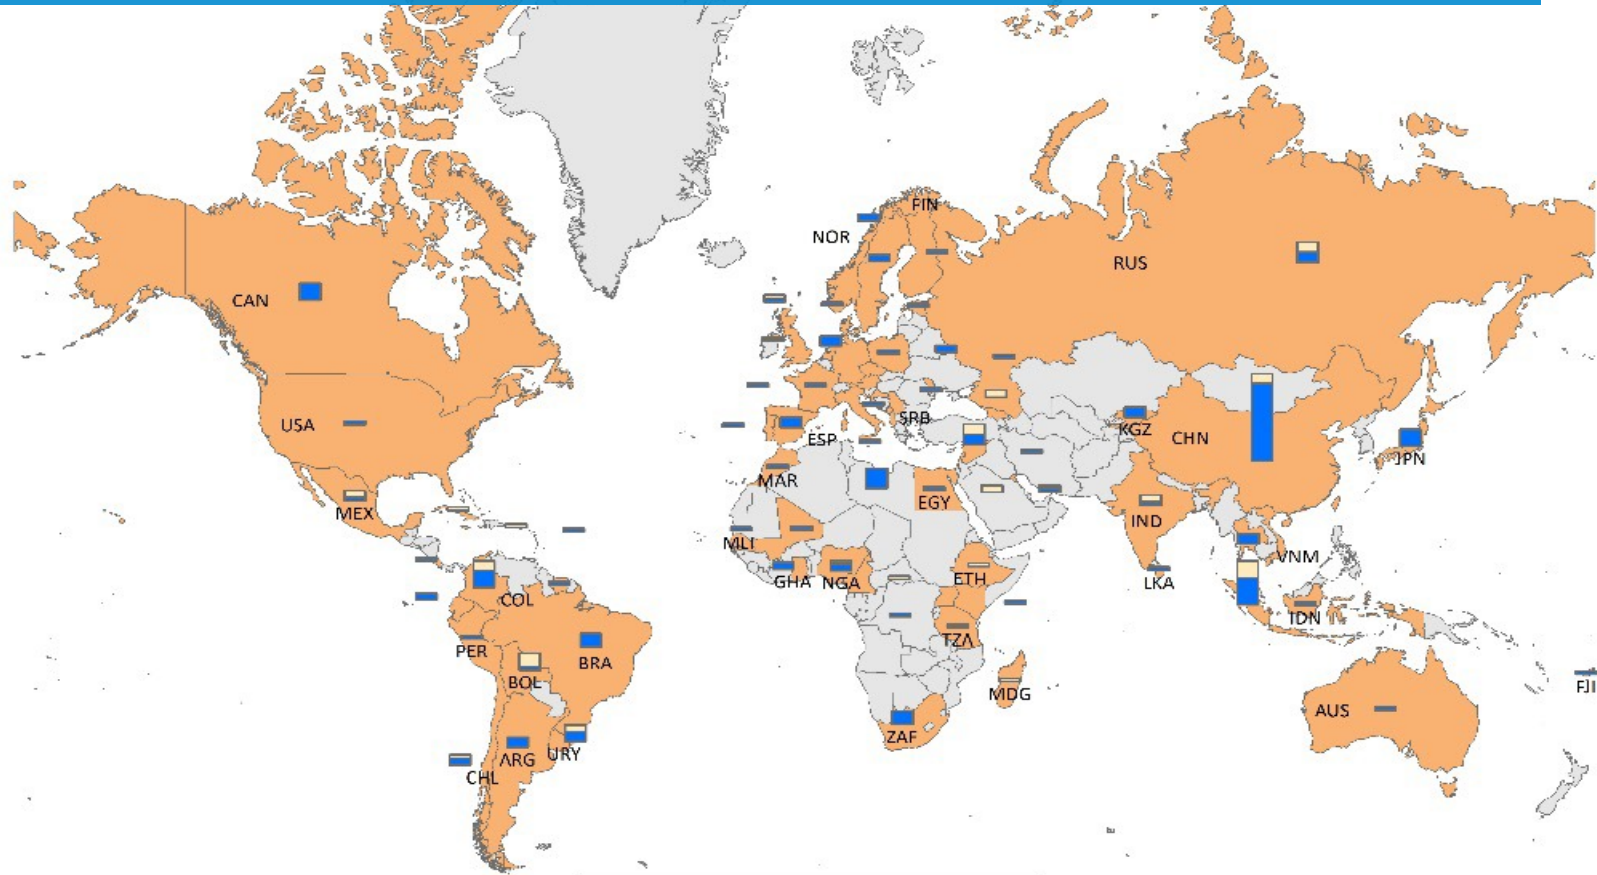 FIN
NOR
RUS
CAN
USA
SRB
ESP
KGZ
CHN
JPN
MAR
EGY
MEX
IND
MLI
VNM
GHA
NGA
ETH
LKA
COL
IDN
TZA
PER
BRA
BOL
MDG
FJI
AUS
ZAF
URY
ARG
CHL